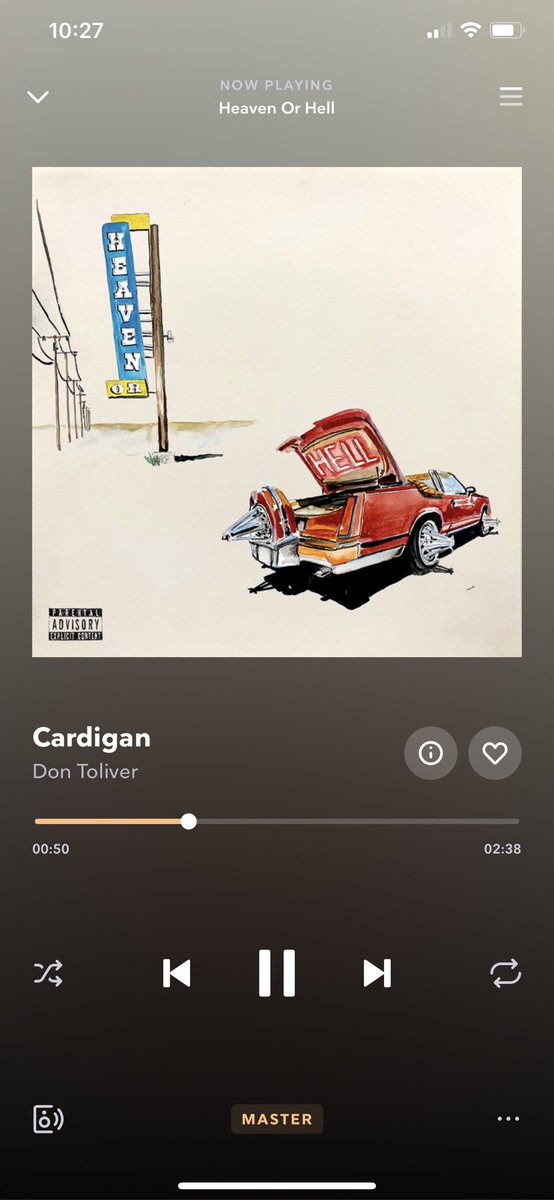 10:27
NOW PLAYING
Heaven Or Hell
HEAVEN
OR
HELL
PARENTAL
ADVISORY
EXPLICIT CONTENT
Cardigan
Don Toliver
00:50
02:38
MASTER